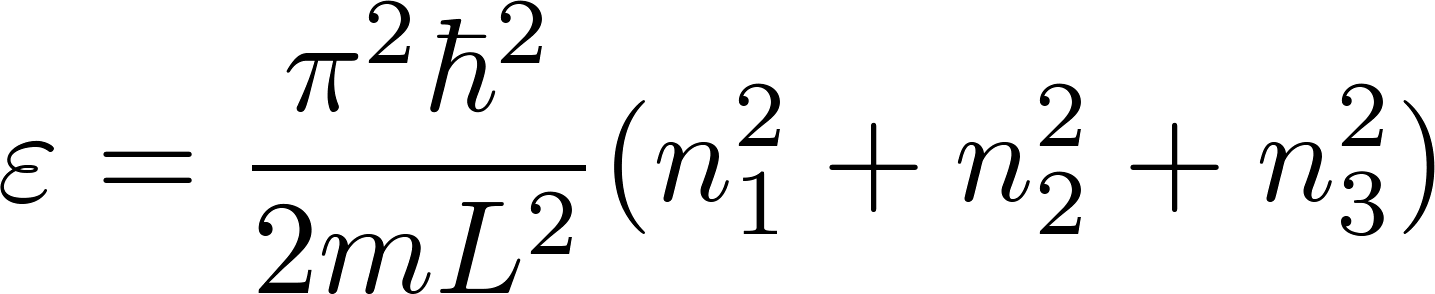 ε = \frac{π^2 ℏ^2}{2mL^2} (n_1^2 + n_2^2 + n_3^2)